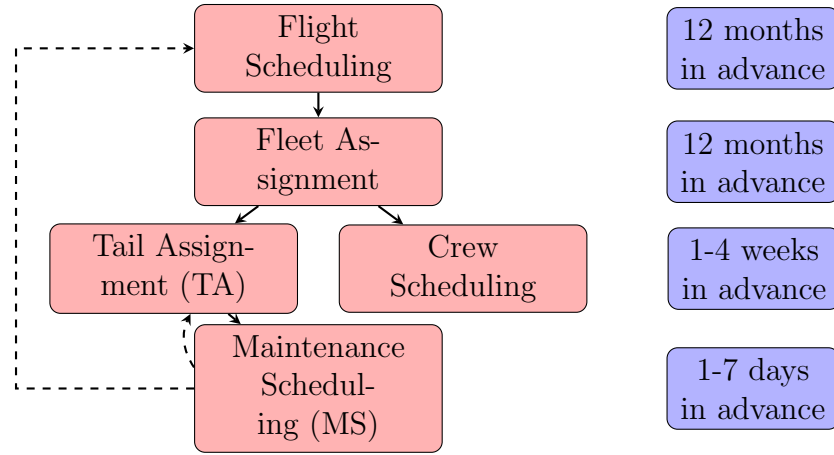 Flight
Scheduling
12 months
in advance
Fleet As-
signment
12 months
in advance
Tail Assign-
ment (TA)
Crew
Scheduling
1-4 weeks
in advance
Maintenance
Schedul-
ing (MS)
1-7 days
in advance